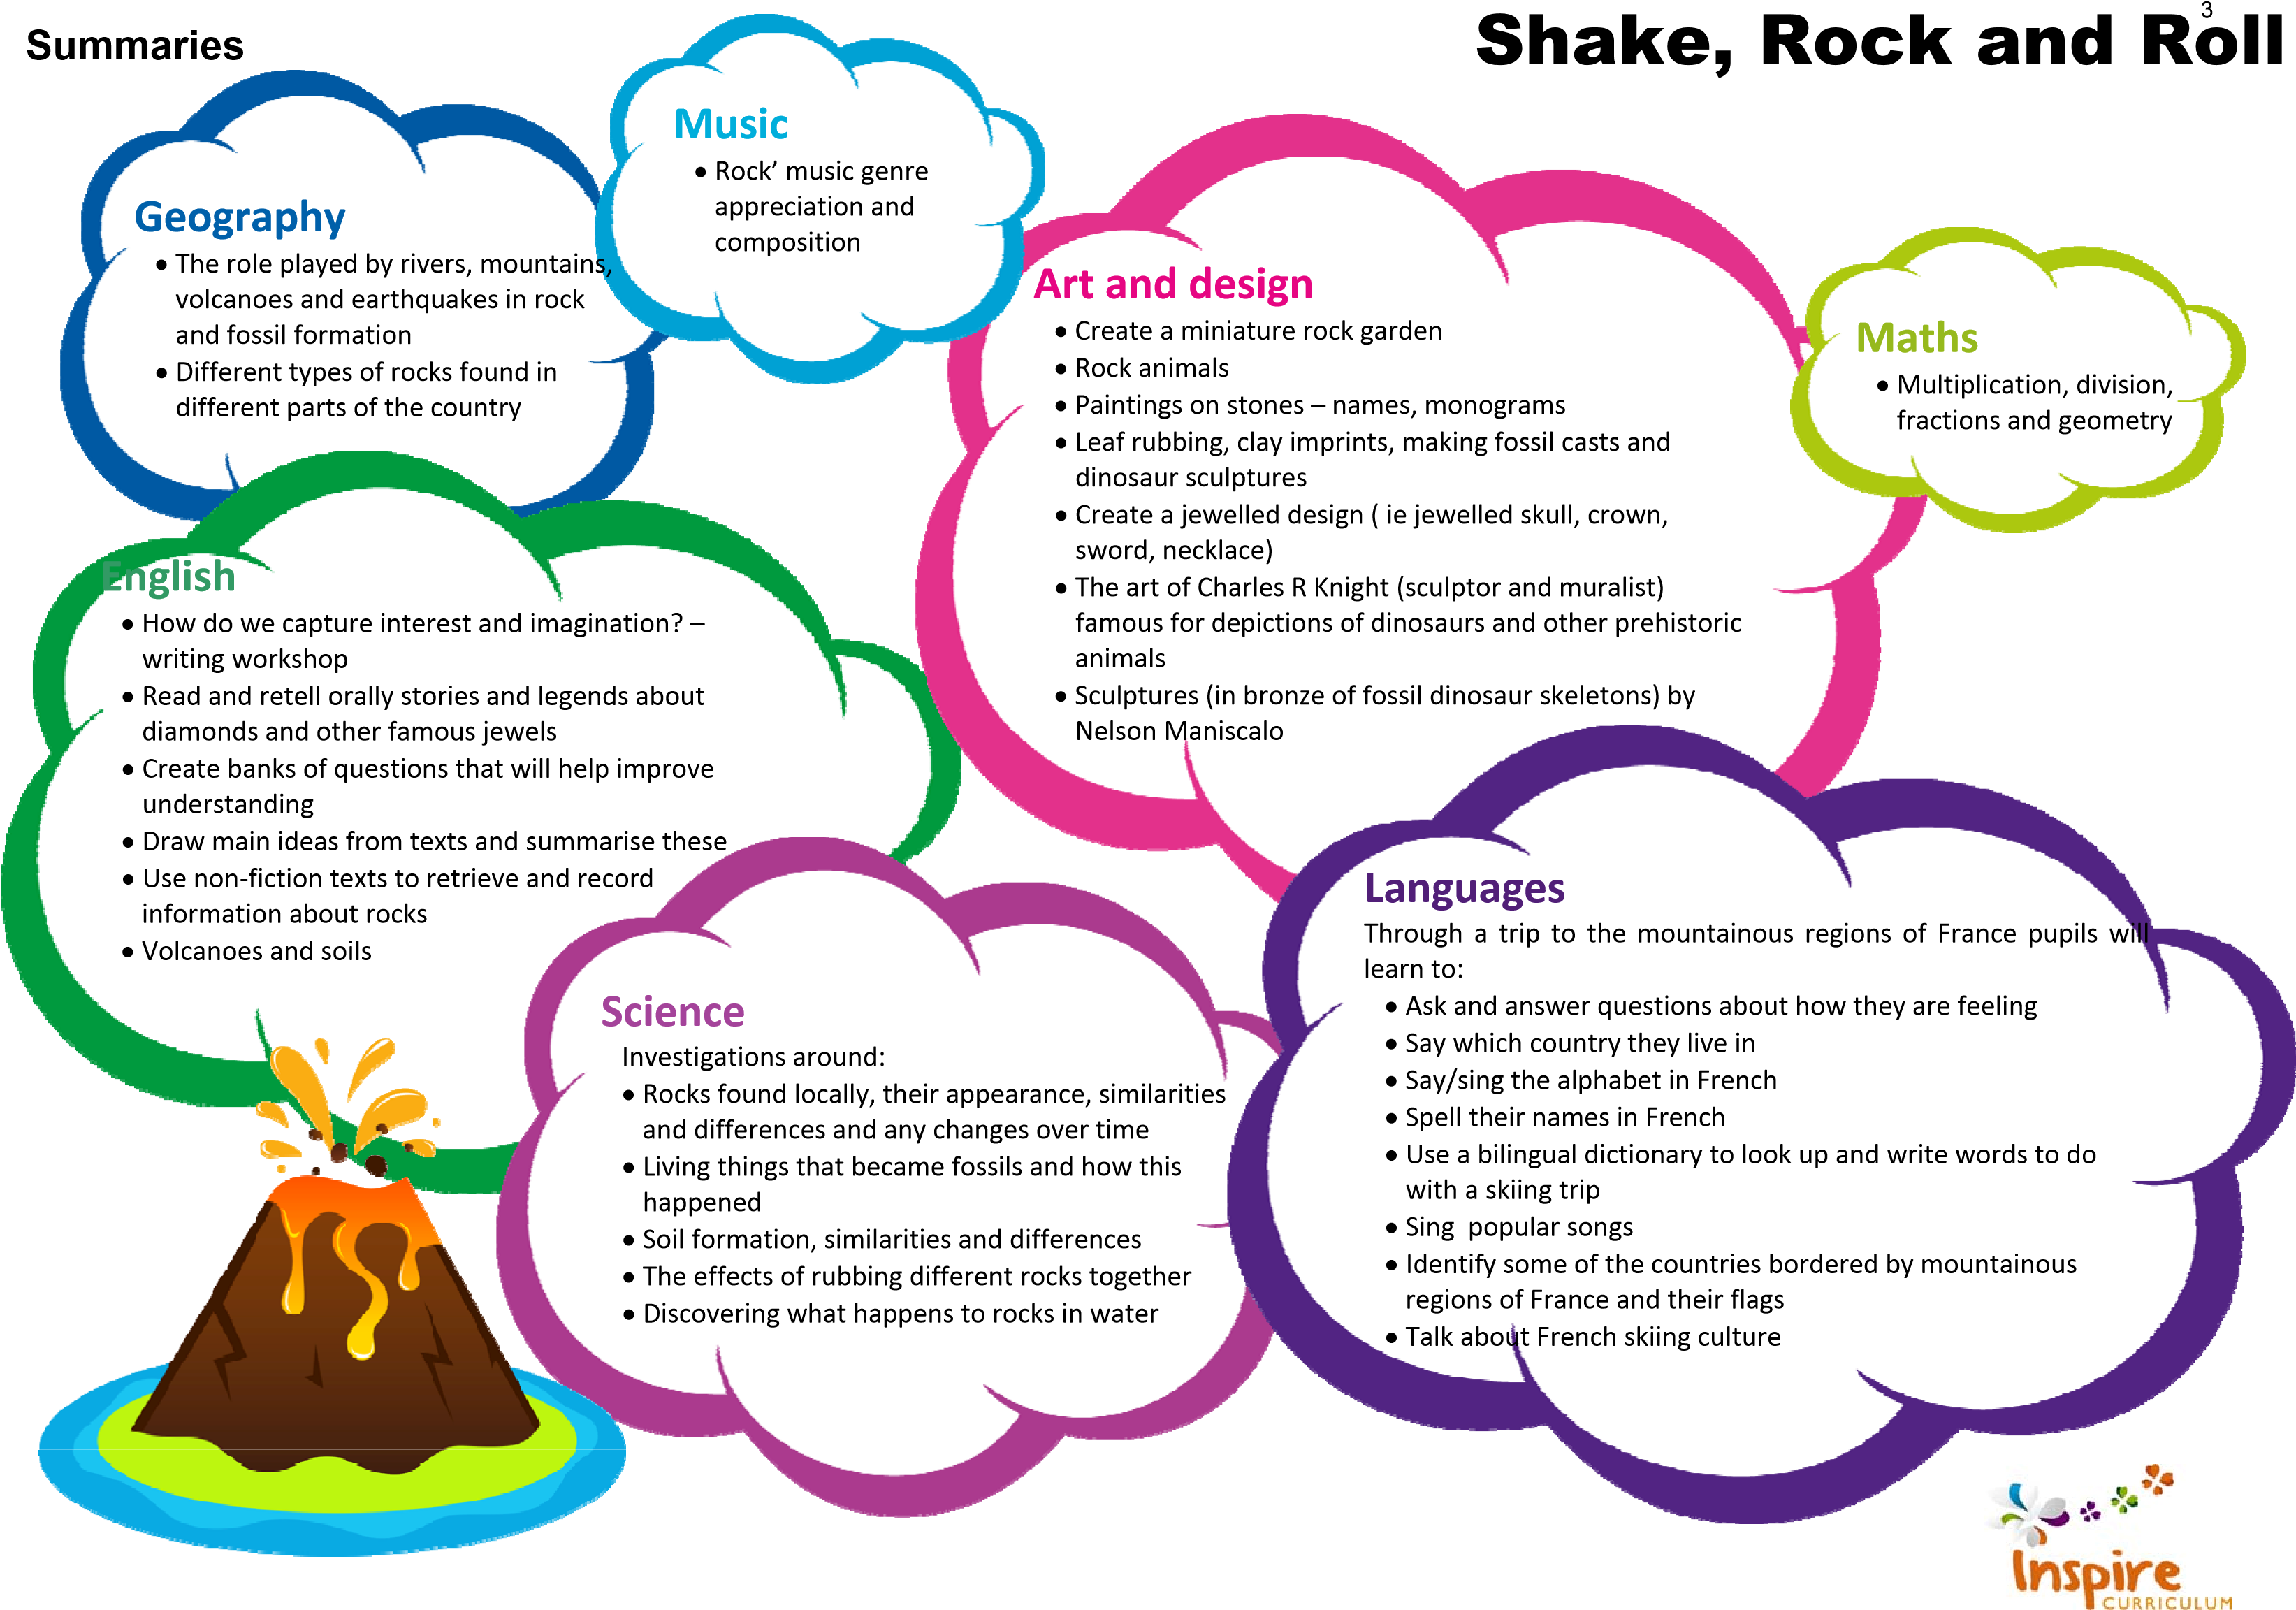 Summaries
3
Shake, Rock and Roll
Geography
• The role played by rivers, mountains,
volcanoes and earthquakes in rock
and fossil formation
• Different types of rocks found in
different parts of the country
Music
• Rock’ music genre
appreciation and
composition
Art and design
• Create a miniature rock garden
• Rock animals
• Paintings on stones – names, monograms
• Leaf rubbing, clay imprints, making fossil casts and
dinosaur sculptures
• Create a jewelled design ( ie jewelled skull, crown,
sword, necklace)
• The art of Charles R Knight (sculptor and muralist)
famous for depictions of dinosaurs and other prehistoric
animals
• Sculptures (in bronze of fossil dinosaur skeletons) by
Nelson Maniscalo
Maths
• Multiplication, division,
fractions and geometry
English
• How do we capture interest and imagination? –
writing workshop
• Read and retell orally stories and legends about
diamonds and other famous jewels
• Create banks of questions that will help improve
understanding
• Draw main ideas from texts and summarise these
• Use non-fiction texts to retrieve and record
information about rocks
• Volcanoes and soils
Science
Investigations around:
• Rocks found locally, their appearance, similarities
and differences and any changes over time
• Living things that became fossils and how this
happened
• Soil formation, similarities and differences
• The effects of rubbing different rocks together
• Discovering what happens to rocks in water
Languages
Through a trip to the mountainous regions of France pupils will
learn to:
• Ask and answer questions about how they are feeling
• Say which country they live in
• Say/sing the alphabet in French
• Spell their names in French
• Use a bilingual dictionary to look up and write words to do
with a skiing trip
• Sing  popular songs
• Identify some of the countries bordered by mountainous
regions of France and their flags
• Talk about French skiing culture
Inspire
CURRICULUM